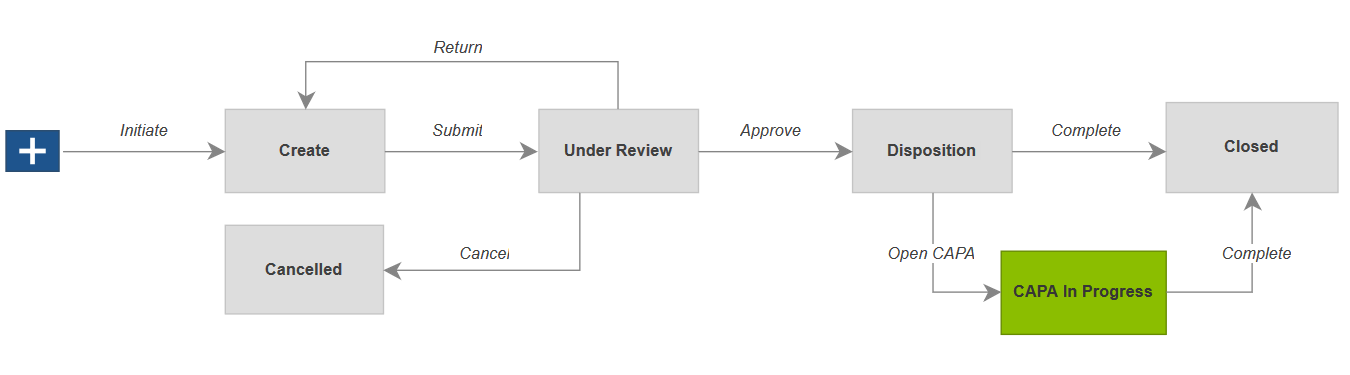 Return
Initiate
Submit
Approve
Complete
Create
Under Review
Disposition
Closed
Cancelled
Cancel
Open CAPA
Complete
CAPA In Progress